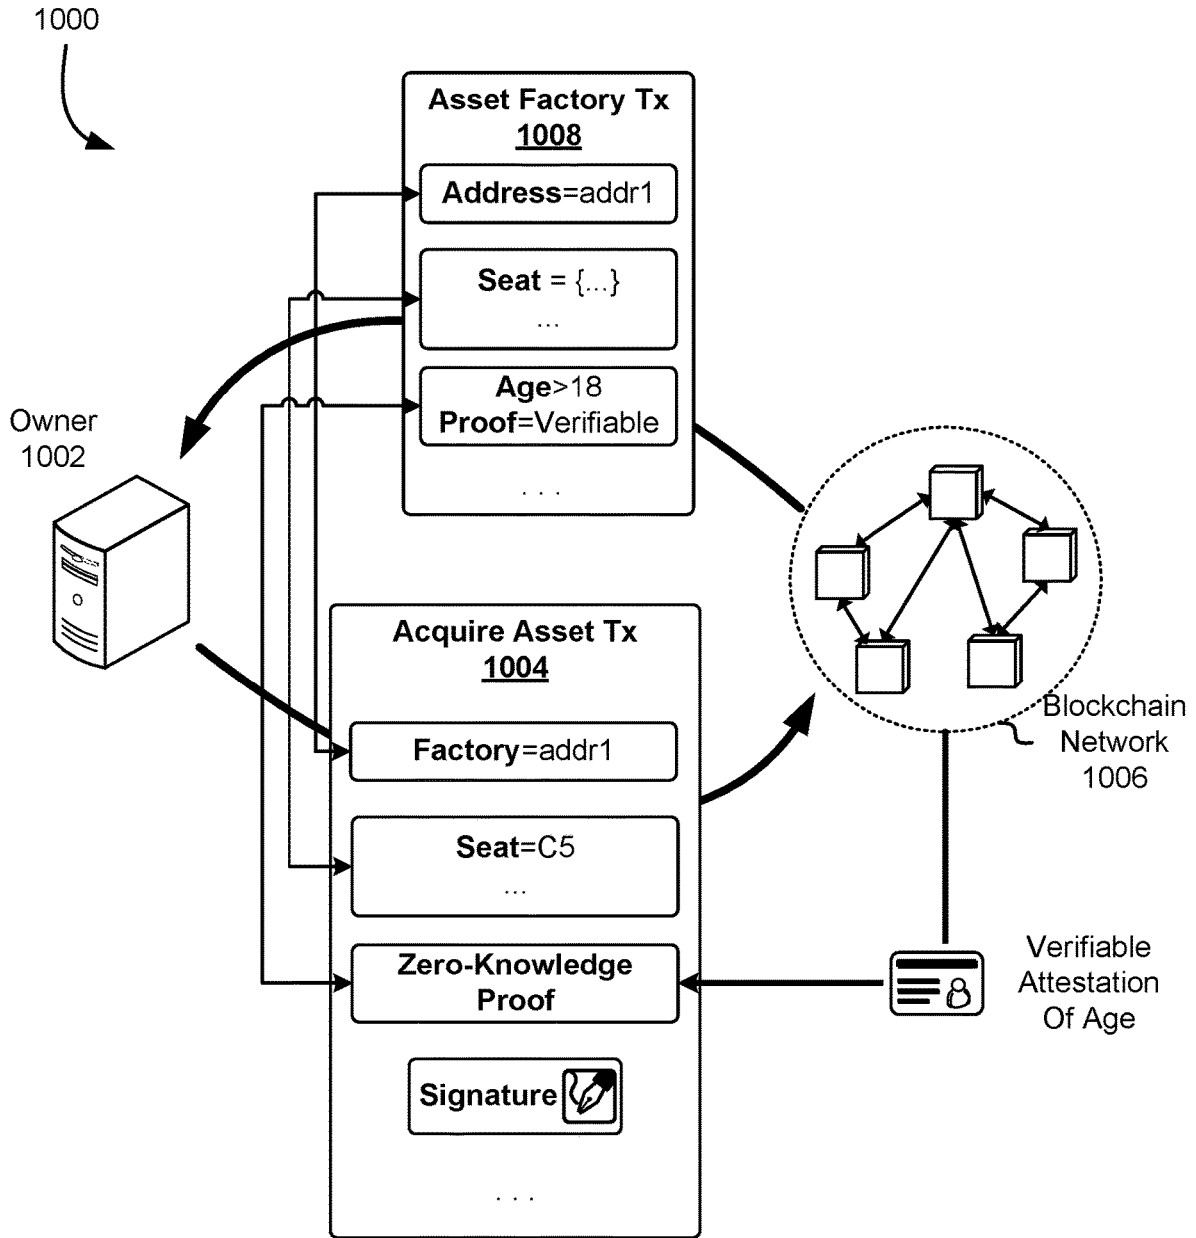 1000
Asset Factory Tx
1008
Address=addr1
Seat = {...}
...
Age>18
Proof=Verifiable
. . .
Owner
1002
Acquire Asset Tx
1004
Factory=addr1
Seat=C5
...
Zero-Knowledge
Proof
Signature
. . .
Blockchain
Network
1006
Verifiable
Attestation
Of Age